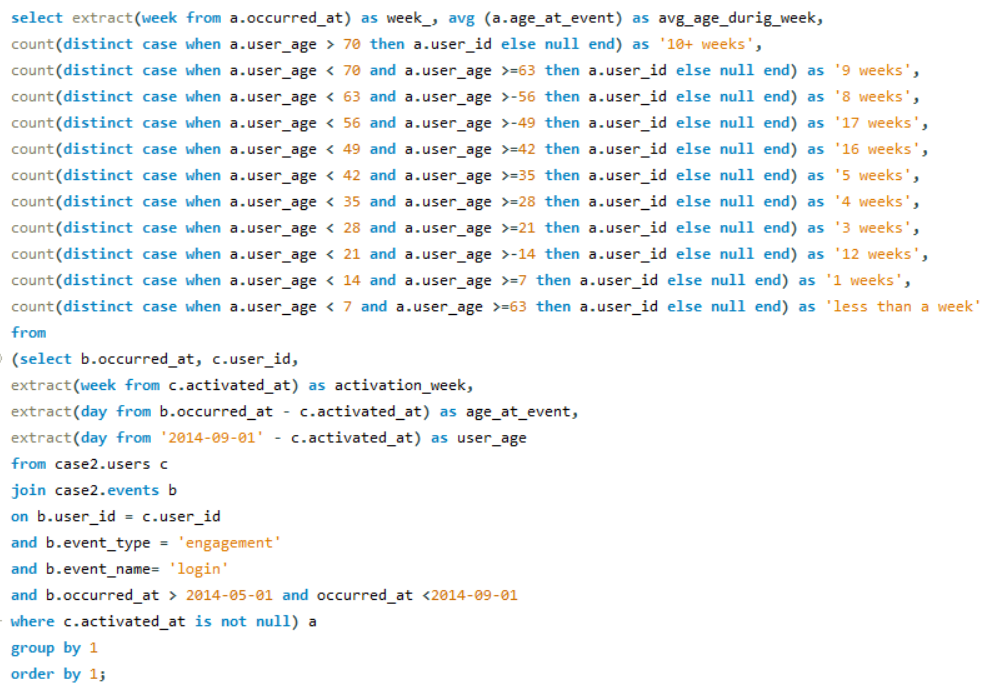 select extract(week from a.occurred_at) as week_, avg (a.age_at_event) as avg_age_durig_week,
count(distinct case when a.user_age > 70 then a.user_id else null end) as '10+ weeks',
count(distinct case when a.user_age < 70 and a.user_age >=63 then a.user_id else null end) as '9 weeks',
count(distinct case when a.user_age < 63 and a.user_age >-56 then a.user_id else null end) as '8 weeks',
count(distinct case when a.user_age < 56 and a.user_age >-49 then a.user_id else null end) as '17 weeks',
count(distinct case when a.user_age < 49 and a.user_age >=42 then a.user_id else null end) as '16 weeks',
count(distinct case when a.user_age < 42 and a.user_age >=35 then a.user_id else null end) as '5 weeks',
count(distinct case when a.user_age < 35 and a.user_age >=28 then a.user_id else null end) as '4 weeks',
count(distinct case when a.user_age < 28 and a.user_age >=21 then a.user_id else null end) as '3 weeks',
count(distinct case when a.user_age < 21 and a.user_age >-14 then a.user_id else null end) as '12 weeks',
count(distinct case when a.user_age < 14 and a.user_age >=7 then a.user_id else null end) as '1 weeks',
count(distinct case when a.user_age < 7 and a.user_age >=63 then a.user_id else null end) as 'less than a week'
from
(select b.occurred_at, c.user_id,
extract(week from c.activated_at) as activation_week,
extract(day from b.occurred_at - c.activated_at) as age_at_event,
extract(day from '2014-09-01' - c.activated_at) as user_age
from case2.users c
join case2.events b
on b.user_id = c.user_id
and b.event_type = 'engagement'
and b.event_name= 'login'
and b.occurred_at > 2014-05-01 and occurred_at <2014-09-01
where c.activated_at is not null) a
group by 1
order by 1;